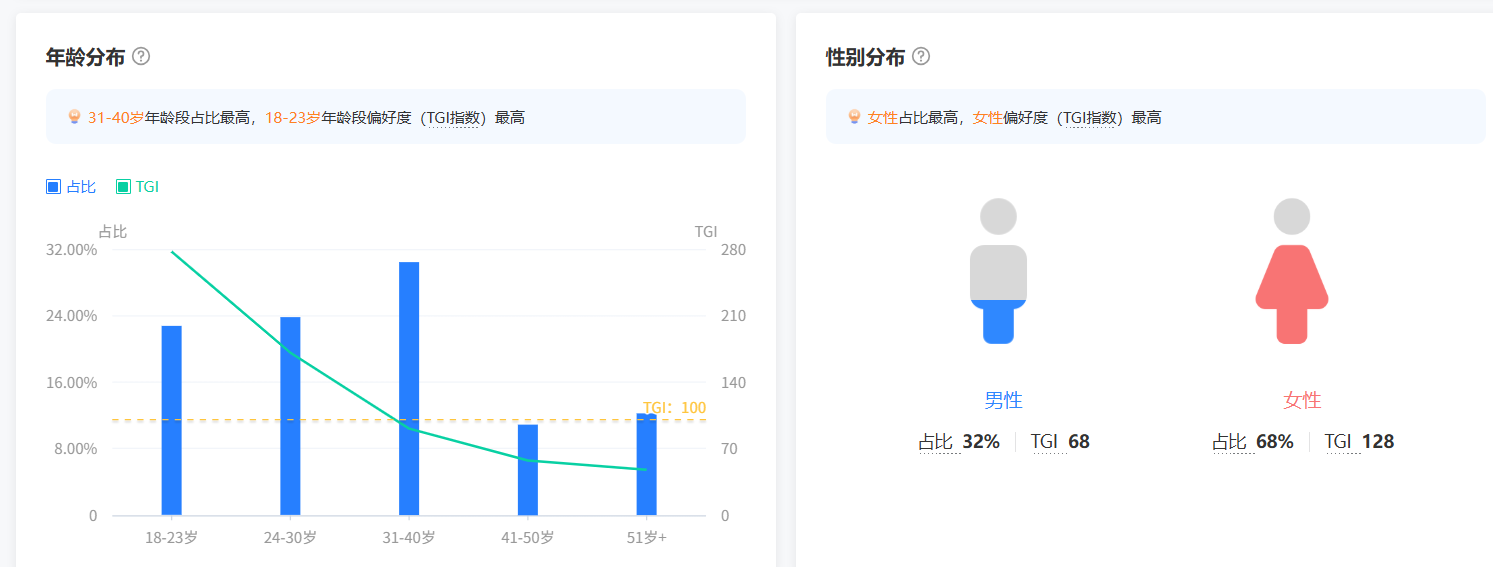 年龄分布
31-40岁年龄段占比最高，18-23岁年龄段偏好度（TGI指数）最高
占比 TGI
占比 TGI
32.00% 280
24.00% 210
16.00% 140
TGI：100
8.00% 70
0 0
18-23岁 24-30岁 31-40岁 41-50岁 51岁+
性别分布
女性占比最高，女性偏好度（TGI指数）最高
男性 女性
占比 32% TGI 68 占比 68% TGI 128